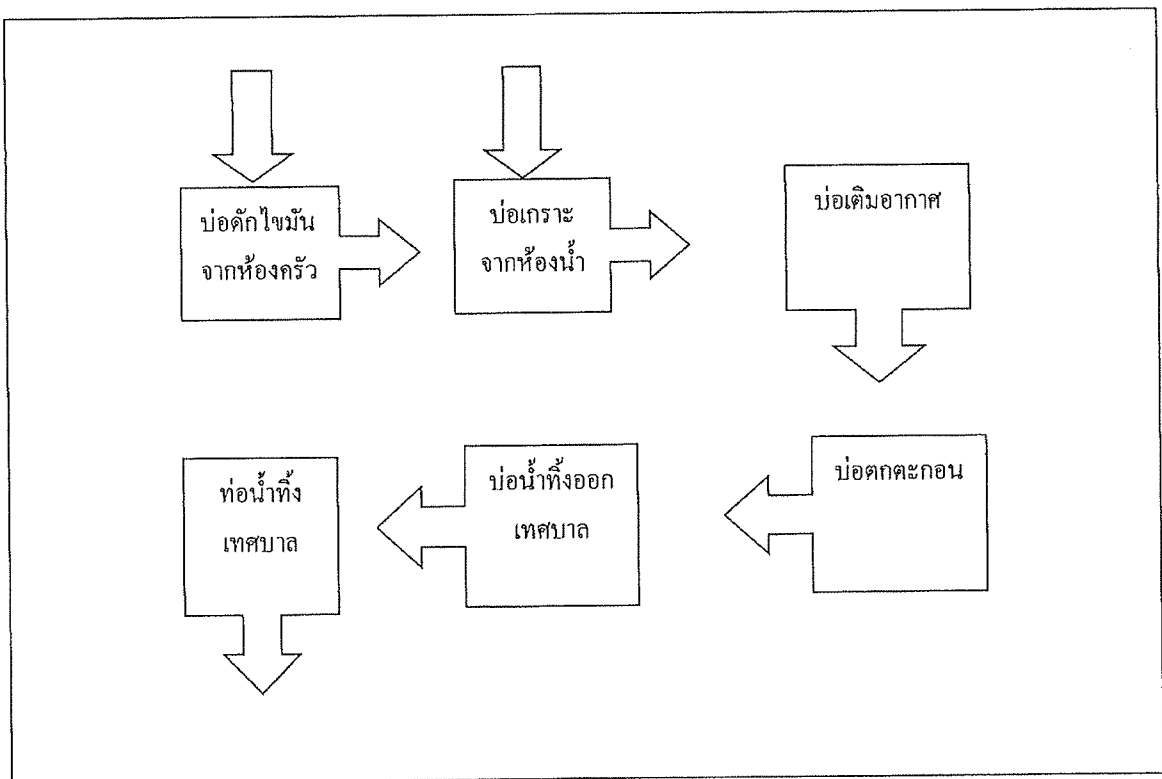 บ่อดักไขมัน
จากห้องครัว
บ่อเกราะ
จากห้องน้ำ
บ่อเติมอากาศ
บ่อตกตะกอน
บ่อน้ำทิ้งออก
เทศบาล
ท่อน้ำทิ้ง
เทศบาล